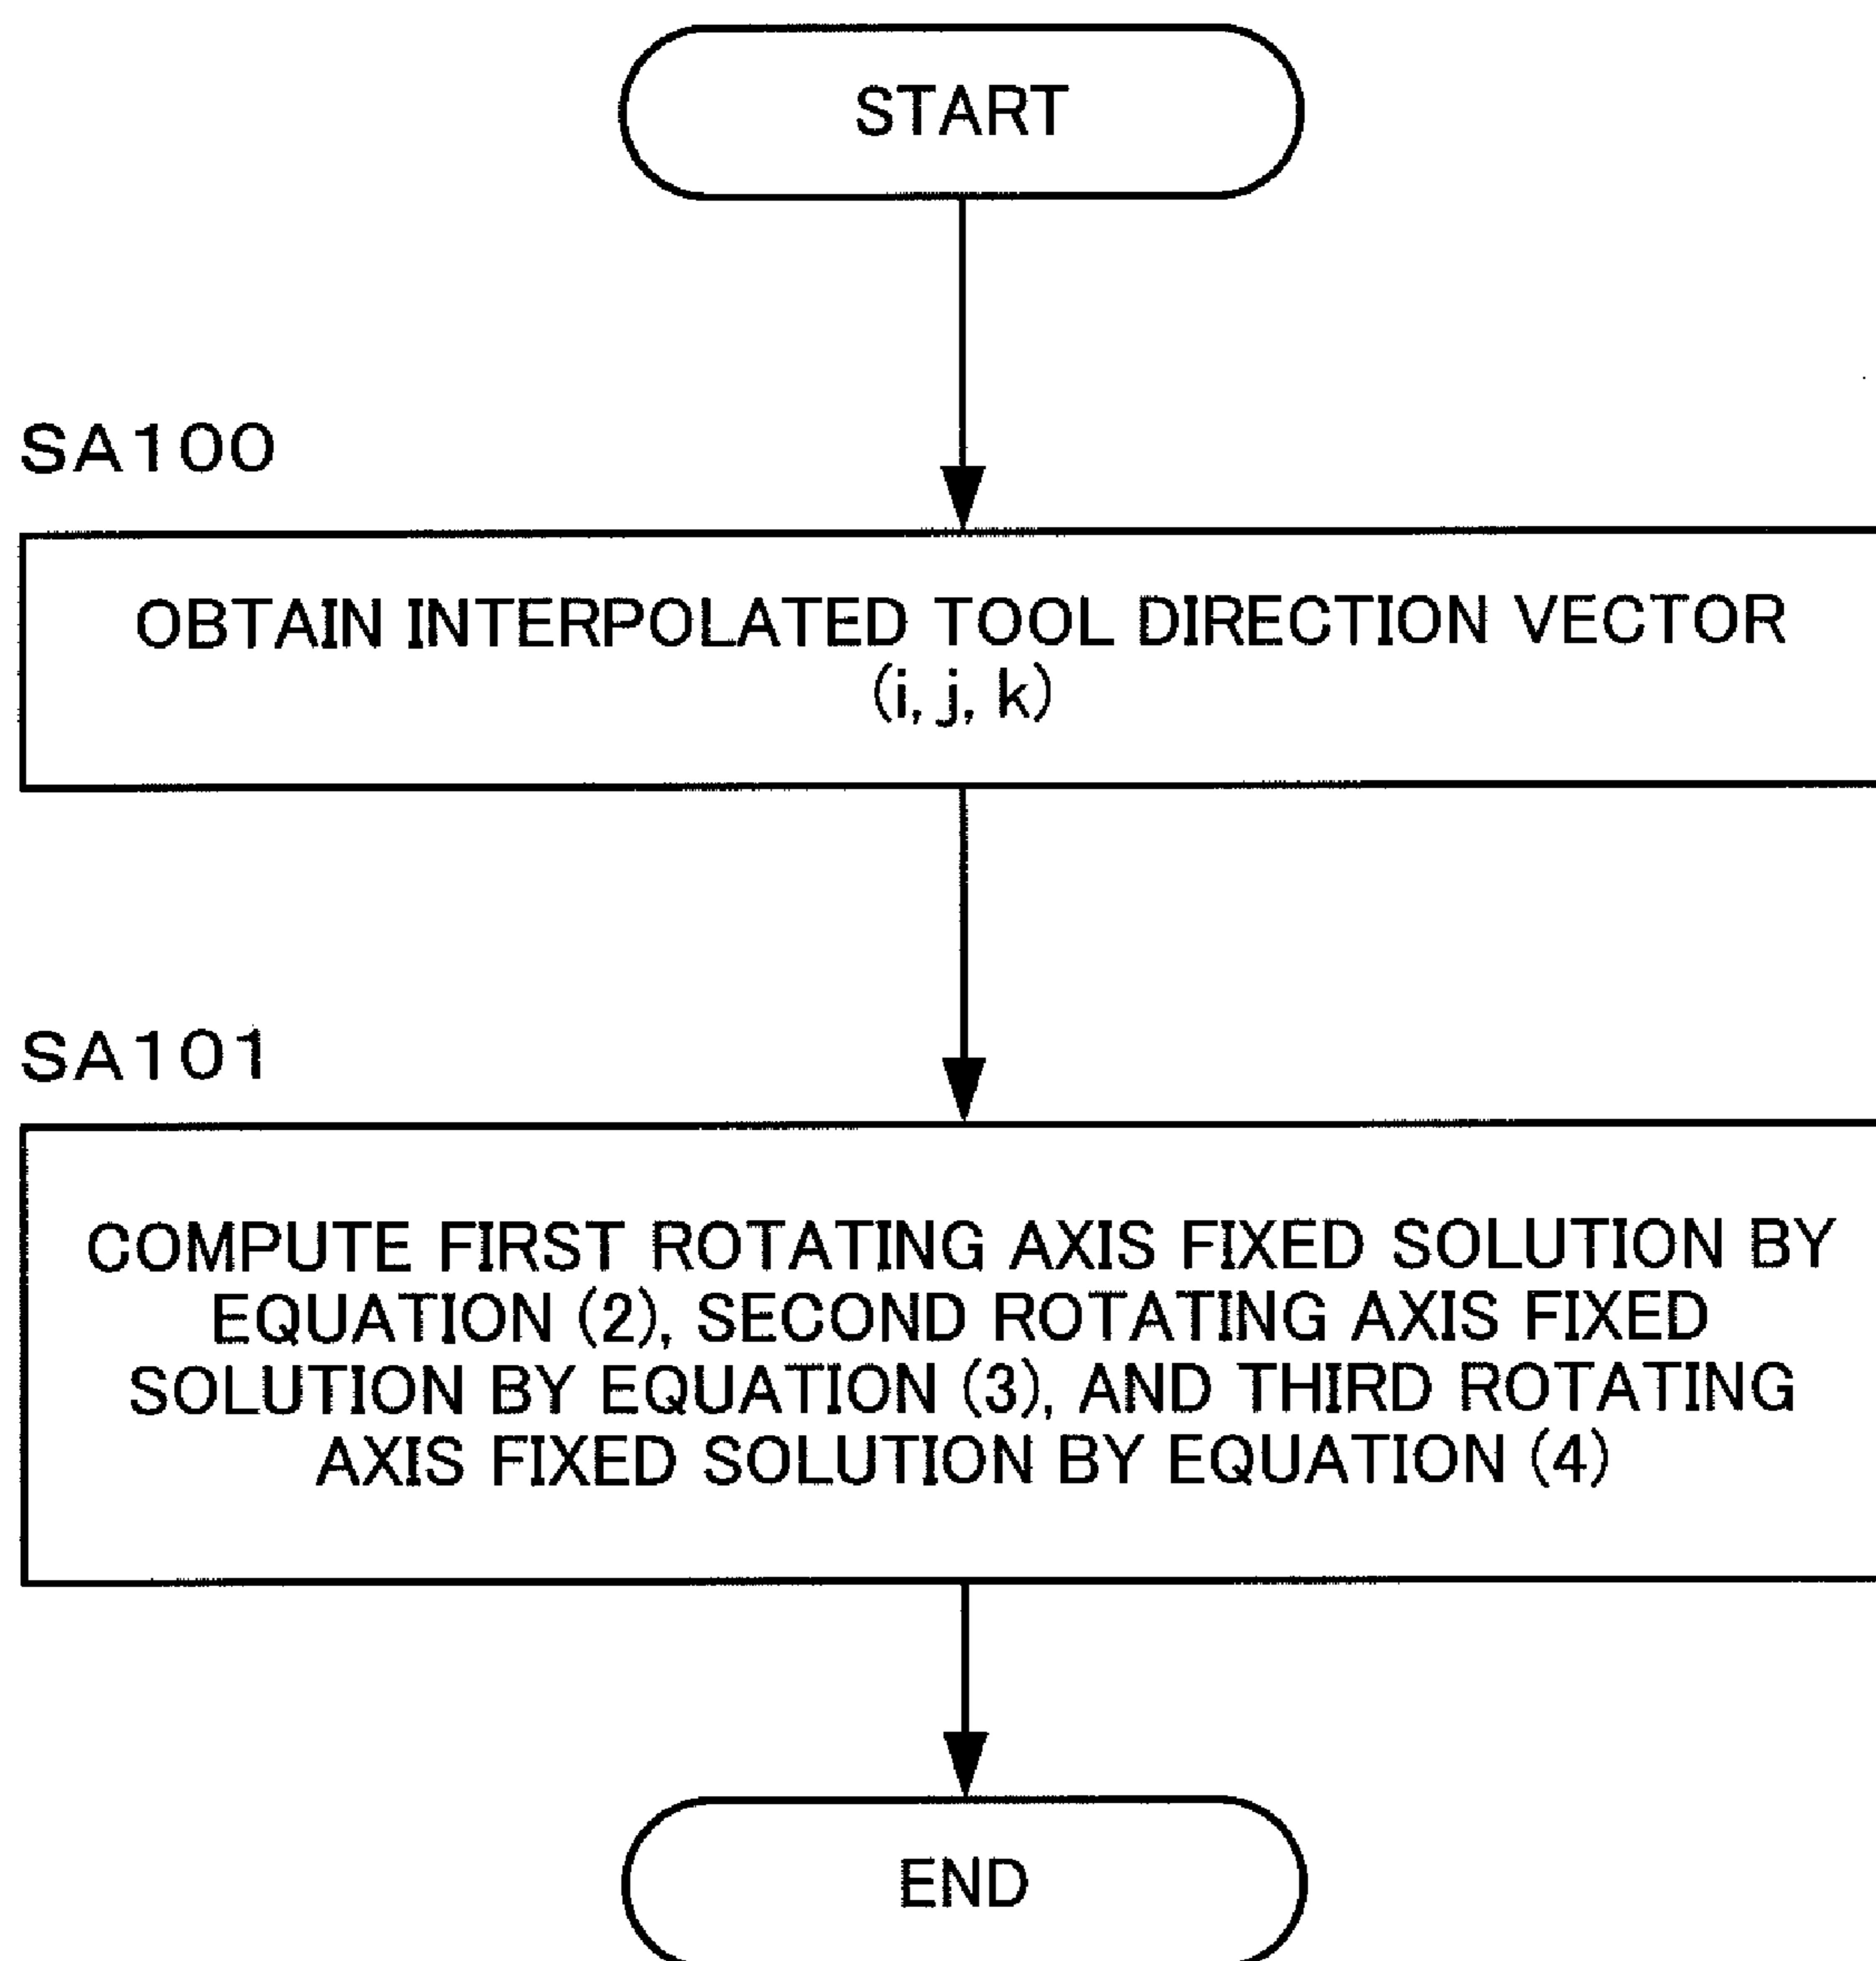 START
SA100
OBTAIN INTERPOLATED TOOL DIRECTION VECTOR
(i, j, k)
SA101
COMPUTE FIRST ROTATING AXIS FIXED SOLUTION BY
EQUATION (2), SECOND ROTATING AXIS FIXED
SOLUTION BY EQUATION (3), AND THIRD ROTATING
AXIS FIXED SOLUTION BY EQUATION (4)
END